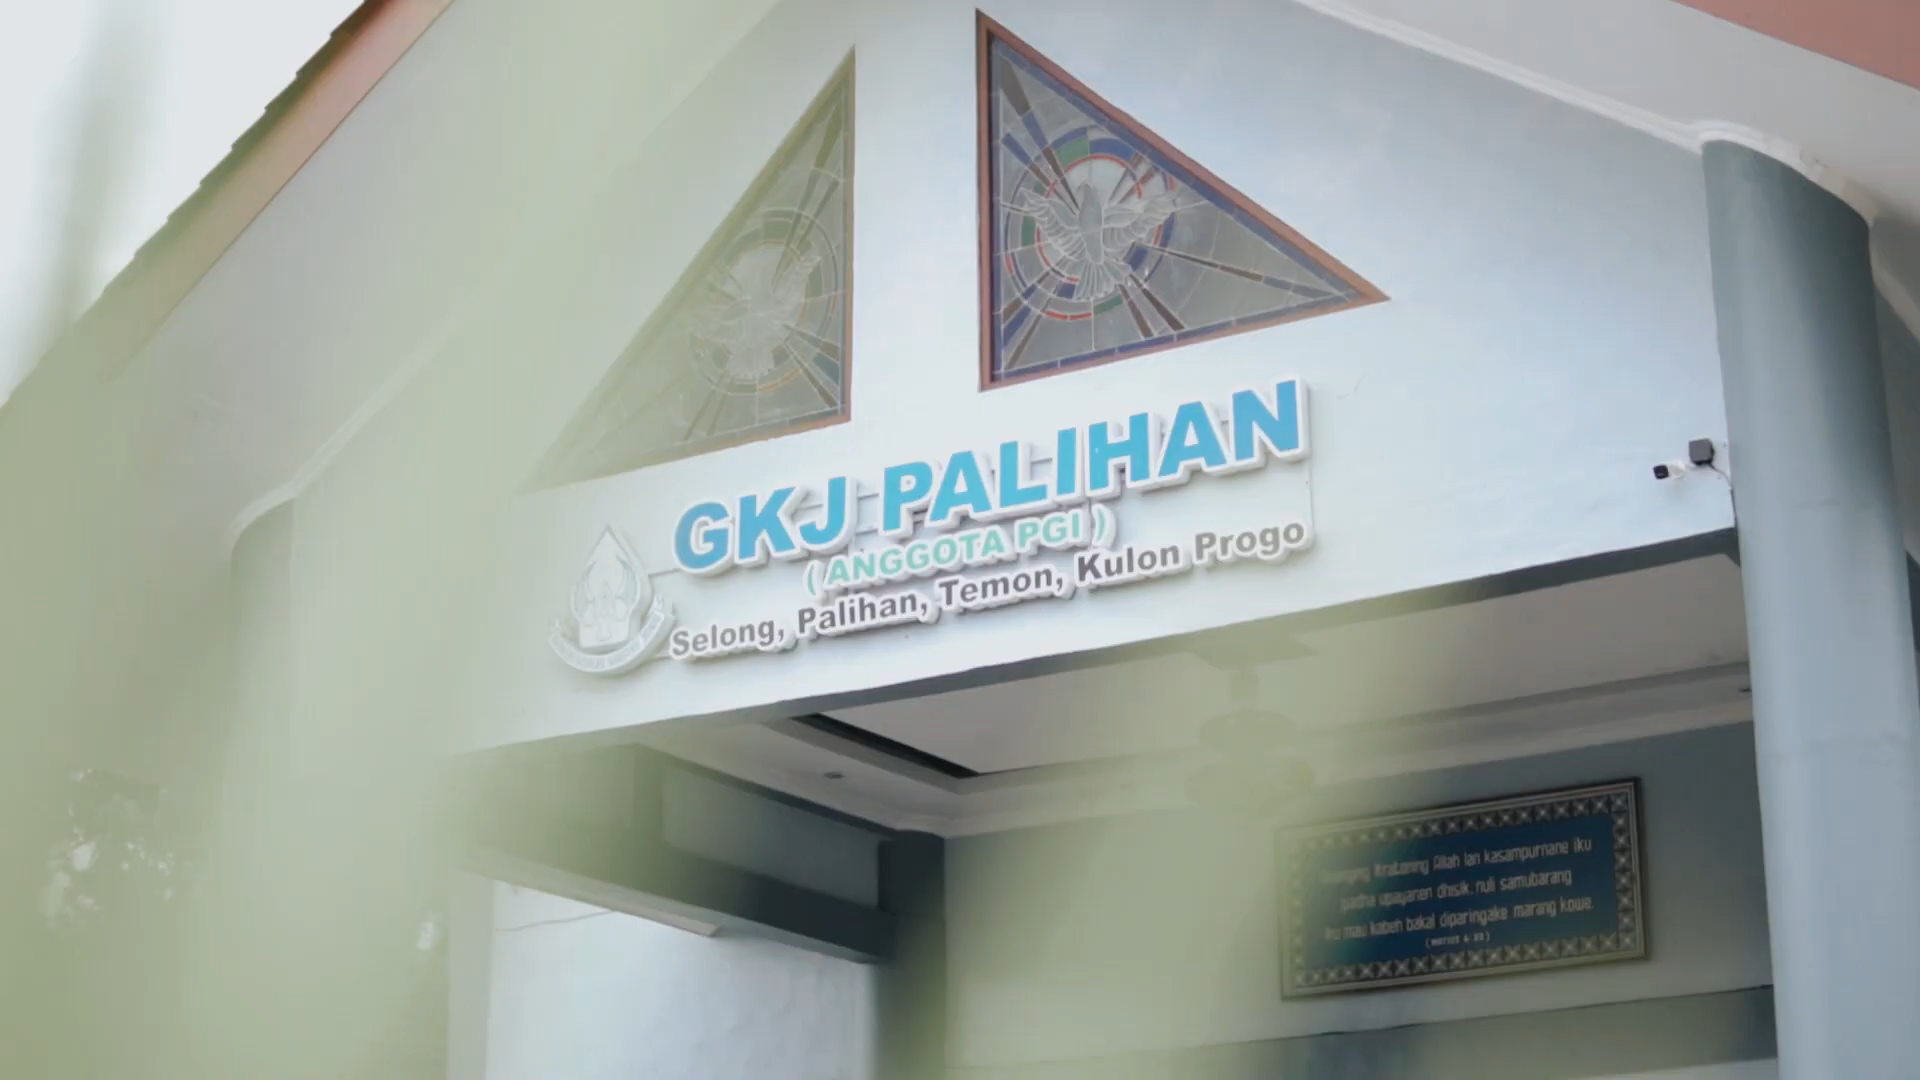 GKJ PALIHAN
( ANGGOTA PGI )
Selong, Palihan, Temon, Kulon Progo
Kratoning Allah lan kasampurnane iku
padha upayanen dhisik, nuli samubarang
iku mau kabeh bakal diparingake marang kowe.